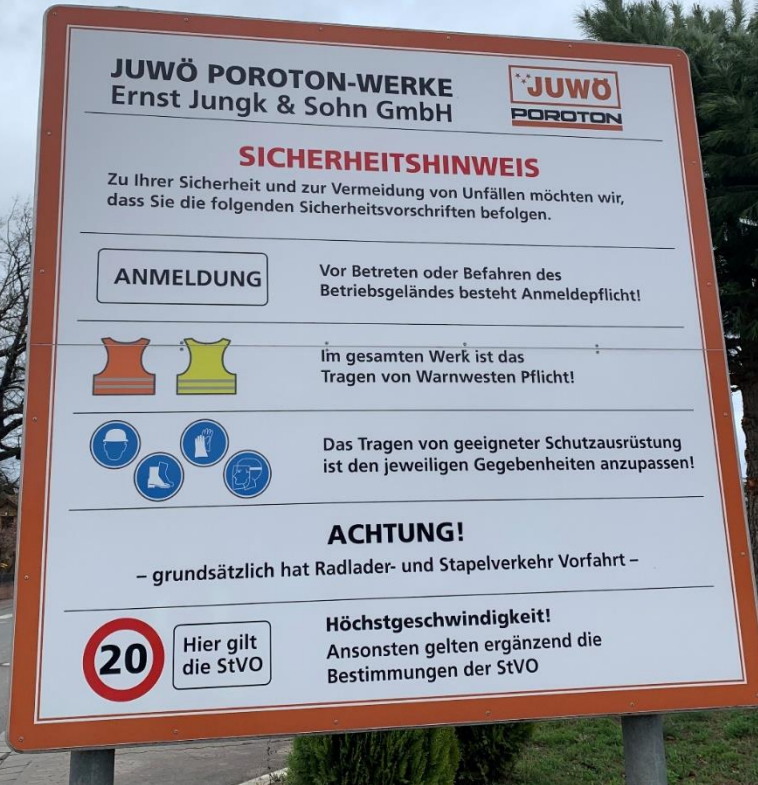 JUWÖ POROTON-WERKE
Ernst Jungk & Sohn GmbH
JUWÖ
POROTON
SICHERHEITSHINWEIS
Zu Ihrer Sicherheit und zur Vermeidung von Unfällen möchten wir,
dass Sie die folgenden Sicherheitsvorschriften befolgen.
ANMELDUNG
Vor Betreten oder Befahren des
Betriebsgeländes besteht Anmeldepflicht!
Im gesamten Werk ist das
Tragen von Warnwesten Pflicht!
Das Tragen von geeigneter Schutzausrüstung
ist den jeweiligen Gegebenheiten anzupassen!
ACHTUNG!
– grundsätzlich hat Radlader- und Stapelverkehr Vorfahrt –
20
Hier gilt
die StVO
Höchstgeschwindigkeit!
Ansonsten gelten ergänzend die
Bestimmungen der StVO